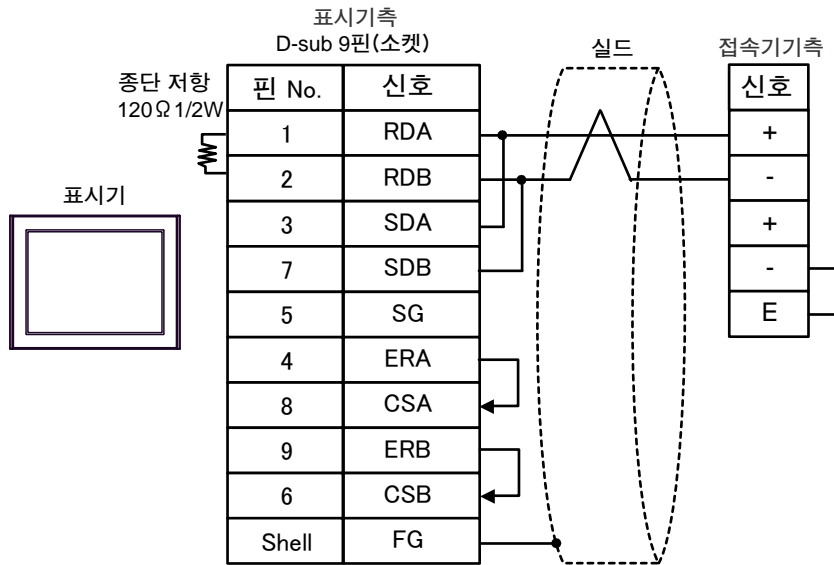 표시기측
D-sub 9핀(소켓)
실드
접속기기측
종단 저항
120Ω 1/2W
표시기
핀 No. 신호
1 RDA
2 RDB
3 SDA
7 SDB
5 SG
4 ERA
8 CSA
9 ERB
6 CSB
Shell FG
신호
+
-
+
-
E